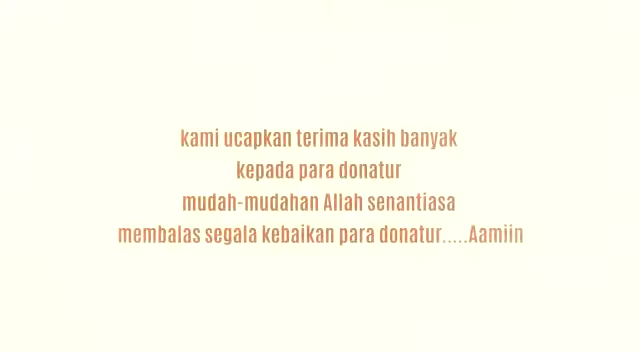 kami ucapkan terima kasih banyak
kepada para donatur
mudah-mudahan Allah senantiasa
membalas segala kebaikan para donatur.....Aamiin